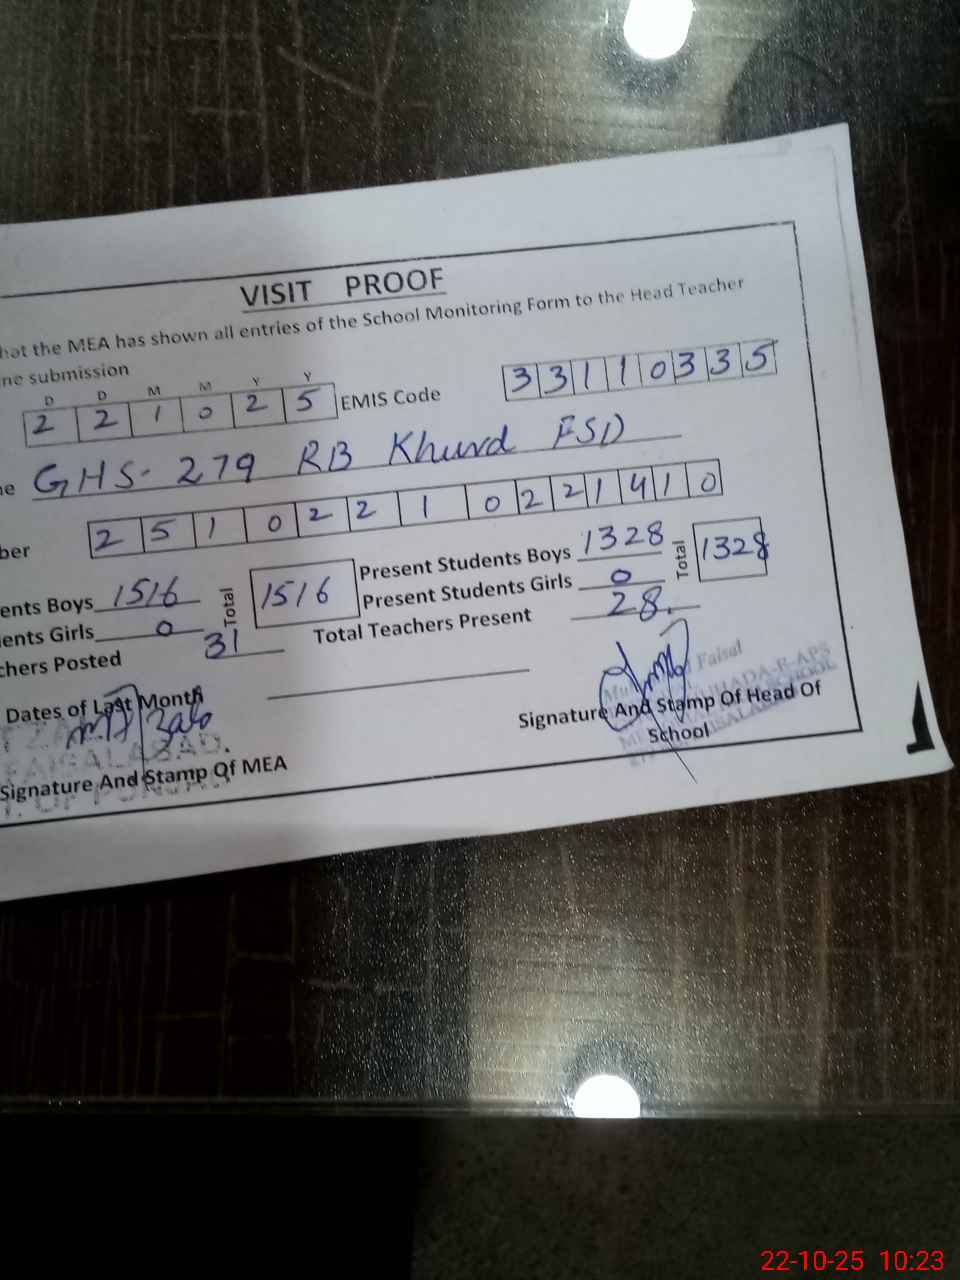 VISIT PROOF
hat the MEA has shown all entries of the School Monitoring Form to the Head Teacher
ne submission
D D M M Y Y
2 2 1 0 2 5 EMIS Code 3 3 1 1 0 3 3 5
ne GHS- 279 RB Khurd FSD
ber 2 5 1 0 2 2 1 0 2 2 1 4 1 0
ents Boys 1516 Total 1516 Present Students Boys 1328 Total 1328
ents Girls 0 Present Students Girls 0
chers Posted 31 Total Teachers Present 28.
Dates of Last Month
Faisal
FAISALABAD.
Signature And Stamp Of MEA
Signature And Stamp Of Head Of
School
22-10-25 10:23